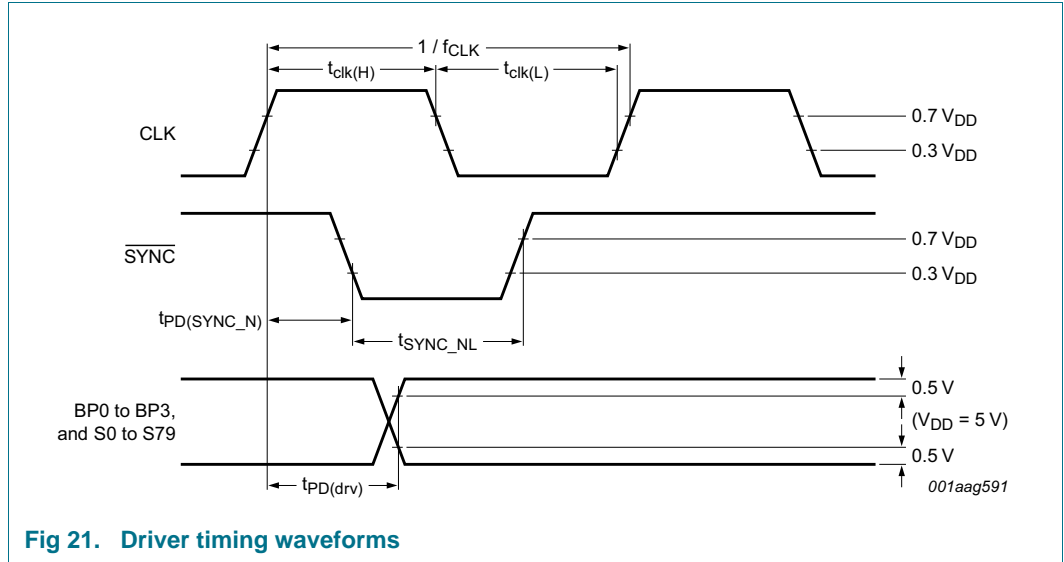 1 / fCLK
tclk(H)
tclk(L)
CLK
0.7 VDD
0.3 VDD
SYNC
0.7 VDD
0.3 VDD
tPD(SYNC_N)
tSYNC_NL
BP0 to BP3,
and S0 to S79
0.5 V
(VDD = 5 V)
0.5 V
tPD(drv)
001aag591
Fig 21. Driver timing waveforms